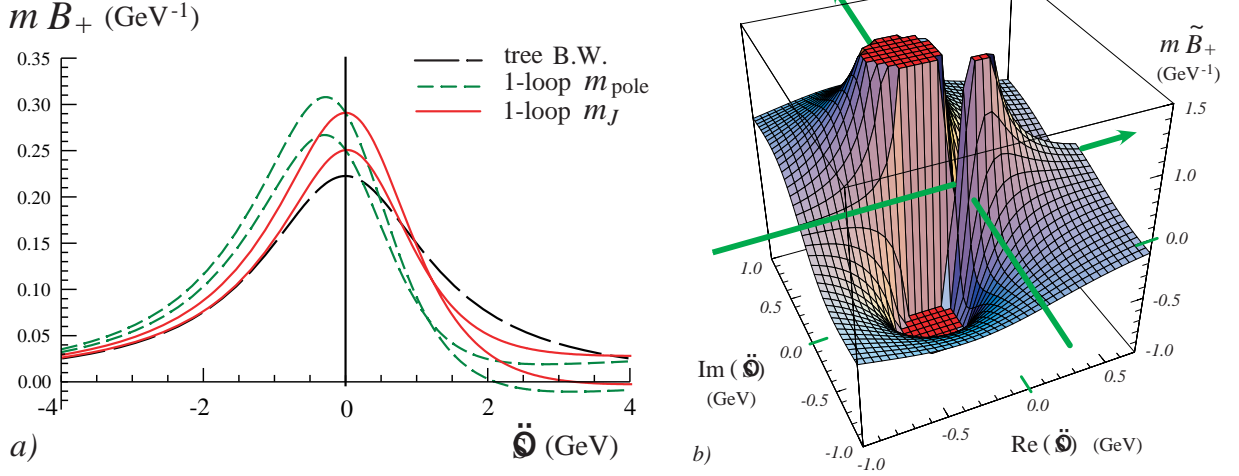 m B+ (GeV-1)
0.35
0.30
0.25
0.20
0.15
0.10
0.05
0.00
-4
-2
0
2
4
tree B.W.
1-loop mpole
1-loop mJ
a)
(GeV)
m B̃+
(GeV-1)
1.5
1.0
0.0
-0.5
-1.0
1.0
0.5
0.0
-0.5
-1.0
Im (
)
(GeV)
-1.0
-0.5
0.0
0.5
Re (
) (GeV)
b)